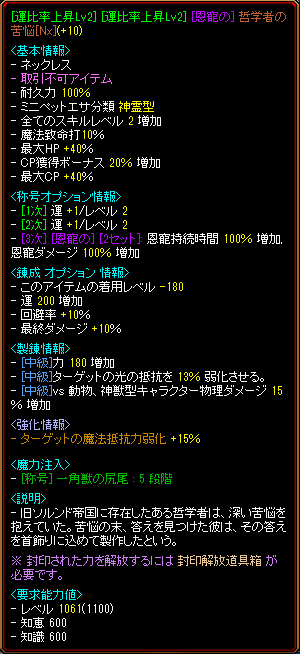 [運比率上昇Lv2] [運比率上昇Lv2] [恩寵の] 哲学者の
苦悩[Nx](+10)
<基本情報>
- ネックレス
- 取引不可アイテム
- 耐久力 100%
- ミニペットエサ分類 神霊型
- 全てのスキルレベル 2 増加
- 魔法致命打10%
- 最大HP +40%
- CP獲得ボーナス 20% 増加
- 最大CP +40%
<称号オプション情報>
- [1次] 運 +1/レベル 2
- [2次] 運 +1/レベル 2
- [3次] [恩寵の] [2セット]: 恩寵持続時間 100% 増加,
恩寵ダメージ 100% 増加
<錬成 オプション 情報>
- このアイテムの着用レベル -180
- 運 200 増加
- 回避率 +10%
- 最終ダメージ +10%
<製錬情報>
- [中級]力 180 増加
- [中級]ターゲットの光の抵抗を 13% 弱化させる。
- [中級]vs 動物、神獣型キャラクター物理ダメージ 15
% 増加
<強化情報>
- ターゲットの魔法抵抗力弱化 +15%
<魔力注入>
- [称号] 一角獣の尻尾 : 5 段階
<説明>
- 旧ソルンド帝国に存在したある哲学者は、深い苦悩
を抱えていた。苦悩の末、答えを見つけた彼は、その答え
を首飾りに込めて製作したという。
※ 封印された力を解放するには 封印解放道具箱 が
必要です。
<要求能力値>
- レベル 1061(1100)
- 知恵 600
- 知識 600